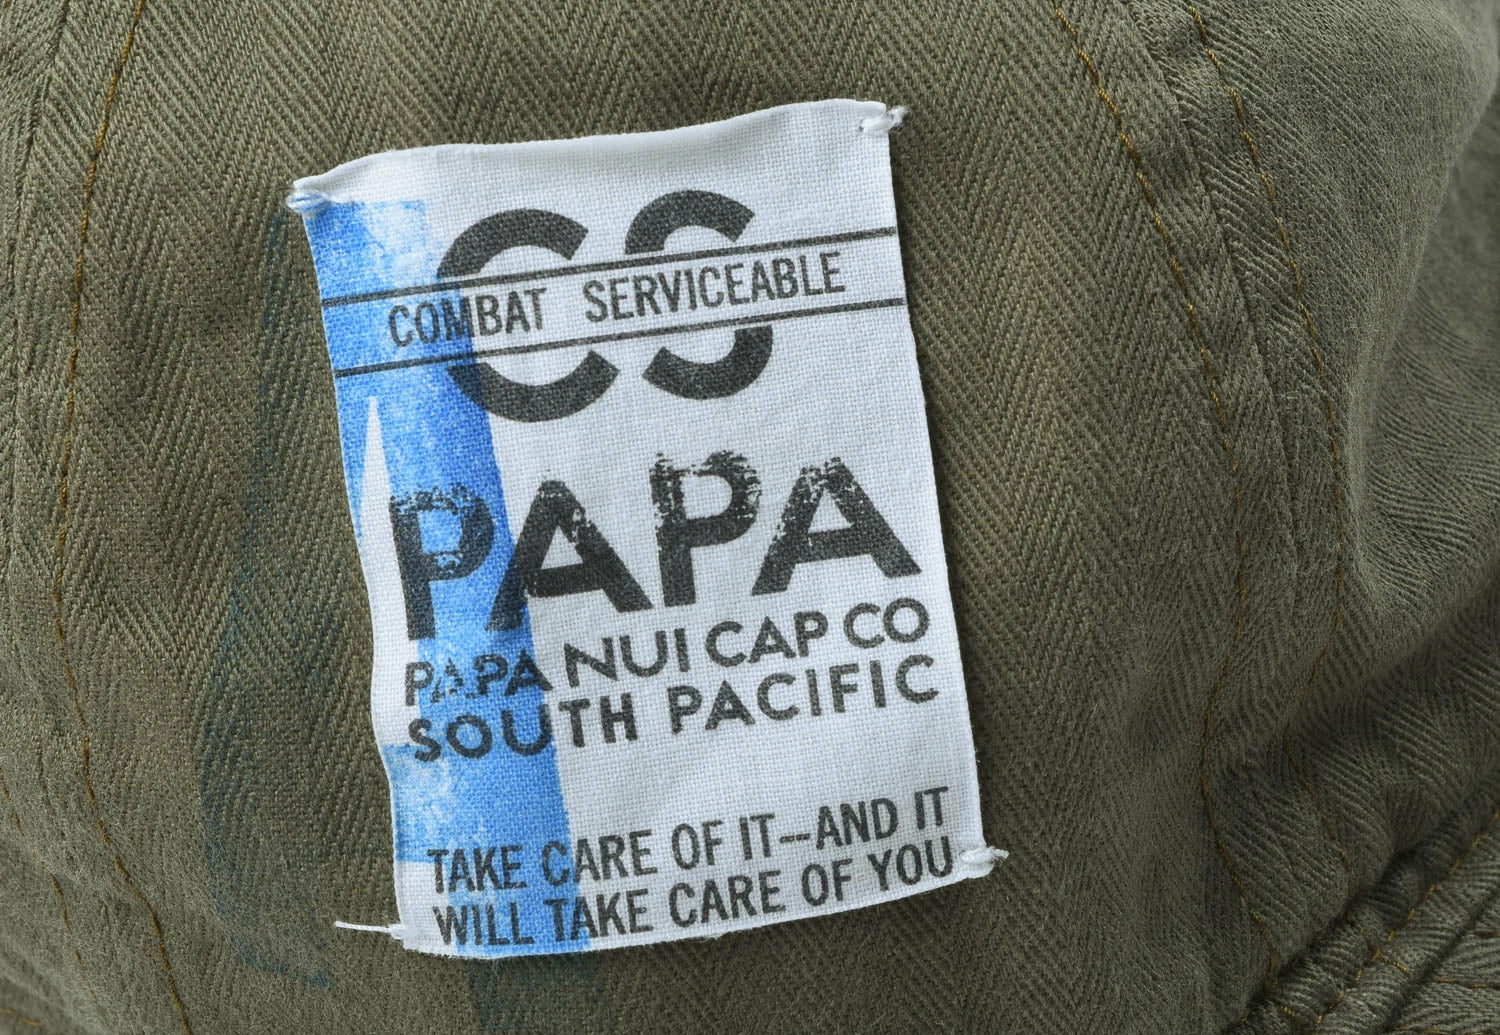 CS
COMBAT SERVICEABLE
PAPA
PAPA NUI CAP CO
SOUTH PACIFIC
TAKE CARE OF IT--AND IT
WILL TAKE CARE OF YOU